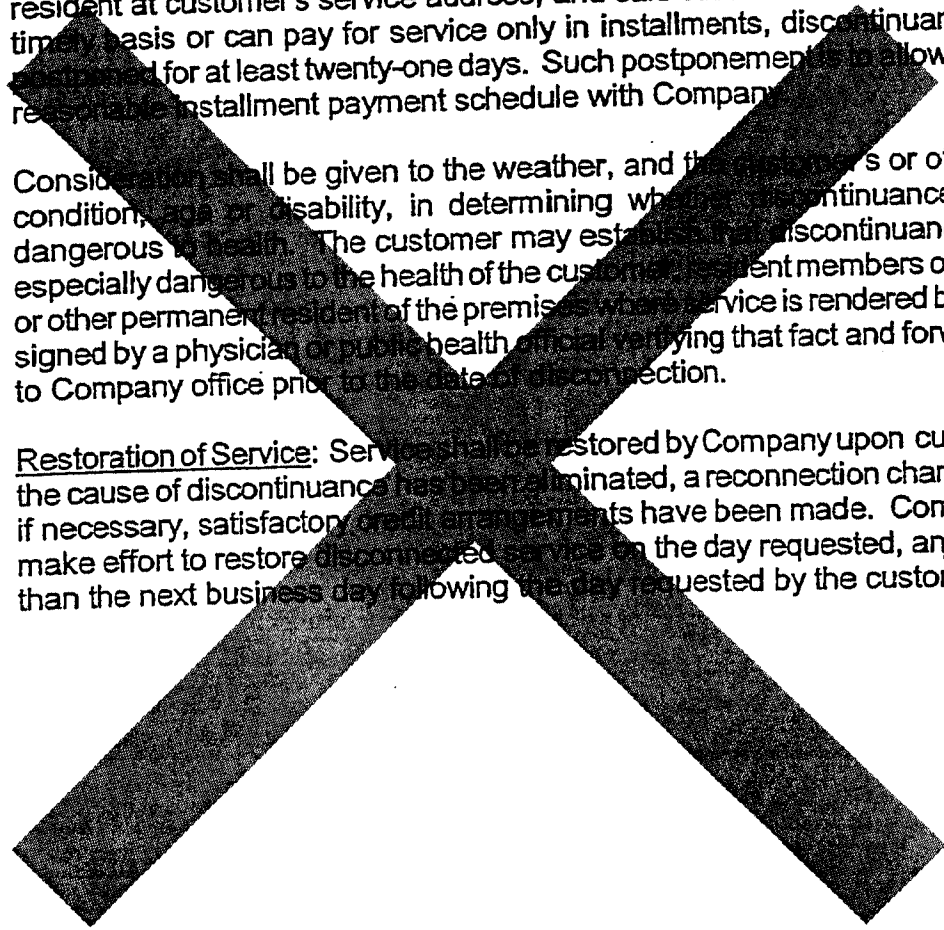 resident at customer's service address, and
timely basis or can pay for service only in installments, discontinuan
postponed for at least twenty-one days. Such postponement is to allow
reasonable installment payment schedule with Company.
Consideration shall be given to the weather, and the customer's or o
condition, age or disability, in determining whether discontinuance
dangerous to health. The customer may establish that discontinuan
especially dangerous to the health of the customer, resident members o
or other permanent resident of the premises where service is rendered b
signed by a physician or public health official verifying that fact and for
to Company office prior to the date of disconnection.
Restoration of Service: Service shall be restored by Company upon cu
the cause of discontinuance has been eliminated, a reconnection char
if necessary, satisfactory credit arrangements have been made. Com
make effort to restore disconnected service on the day requested, an
than the next business day following the day requested by the custo